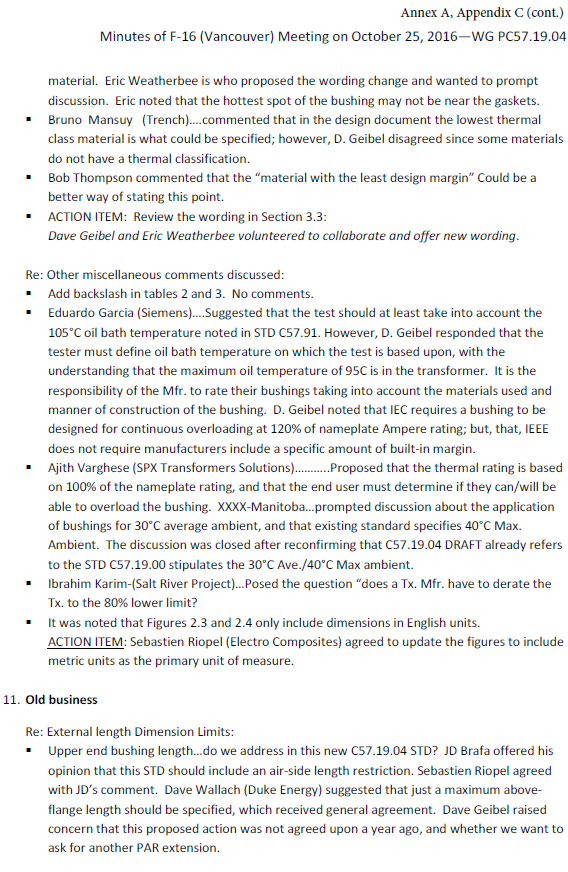 Annex A, Appendix C (cont.)
Minutes of F-16 (Vancouver) Meeting on October 25, 2016—WG PC57.19.04
material. Eric Weatherbee is who proposed the wording change and wanted to prompt
discussion. Eric noted that the hottest spot of the bushing may not be near the gaskets.
▪ Bruno Mansuy (Trench)….commented that in the design document the lowest thermal
class material is what could be specified; however, D. Geibel disagreed since some materials
do not have a thermal classification.
▪ Bob Thompson commented that the “material with the least design margin” Could be a
better way of stating this point.
▪ ACTION ITEM: Review the wording in Section 3.3:
Dave Geibel and Eric Weatherbee volunteered to collaborate and offer new wording.
Re: Other miscellaneous comments discussed:
▪ Add backslash in tables 2 and 3. No comments.
▪ Eduardo Garcia (Siemens)….Suggested that the test should at least take into account the
105°C oil bath temperature noted in STD C57.91. However, D. Geibel responded that the
tester must define oil bath temperature on which the test is based upon, with the
understanding that the maximum oil temperature of 95C is in the transformer. It is the
responsibility of the Mfr. to rate their bushings taking into account the materials used and
manner of construction of the bushing. D. Geibel noted that IEC requires a bushing to be
designed for continuous overloading at 120% of nameplate Ampere rating; but, that, IEEE
does not require manufacturers include a specific amount of built-in margin.
▪ Ajith Varghese (SPX Transformers Solutions)………..Proposed that the thermal rating is based
on 100% of the nameplate rating, and that the end user must determine if they can/will be
able to overload the bushing. XXXX-Manitoba…prompted discussion about the application
of bushings for 30°C average ambient, and that existing standard specifies 40°C Max.
Ambient. The discussion was closed after reconfirming that C57.19.04 DRAFT already refers
to the STD C57.19.00 stipulates the 30°C Ave./40°C Max ambient.
▪ Ibrahim Karim-(Salt River Project)…Posed the question “does a Tx. Mfr. have to derate the
Tx. to the 80% lower limit?
▪ It was noted that Figures 2.3 and 2.4 only include dimensions in English units.
ACTION ITEM: Sebastien Riopel (Electro Composites) agreed to update the figures to include
metric units as the primary unit of measure.
11. Old business
Re: External length Dimension Limits:
▪ Upper end bushing length…do we address in this new C57.19.04 STD? JD Brafa offered his
opinion that this STD should include an air-side length restriction. Sebastien Riopel agreed
with JD’s comment. Dave Wallach (Duke Energy) suggested that just a maximum above-
flange length should be specified, which received general agreement. Dave Geibel raised
concern that this proposed action was not agreed upon a year ago, and whether we want to
ask for another PAR extension.